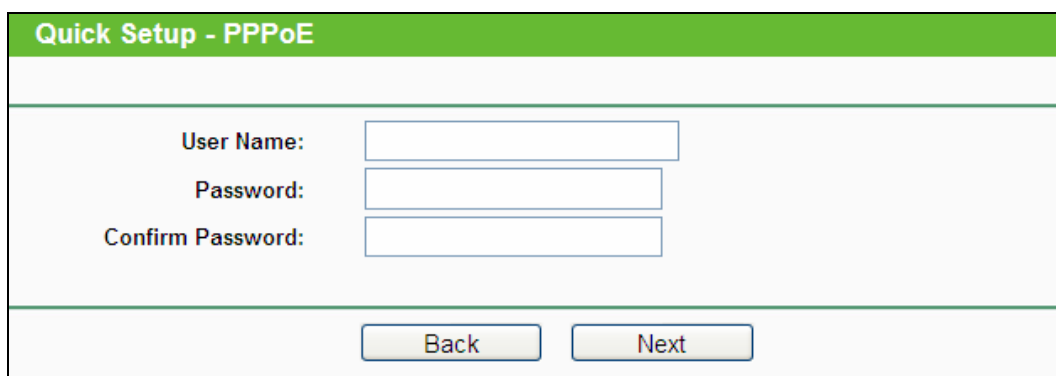 Quick Setup - PPPoE
User Name:
Password:
Confirm Password:
Back Next